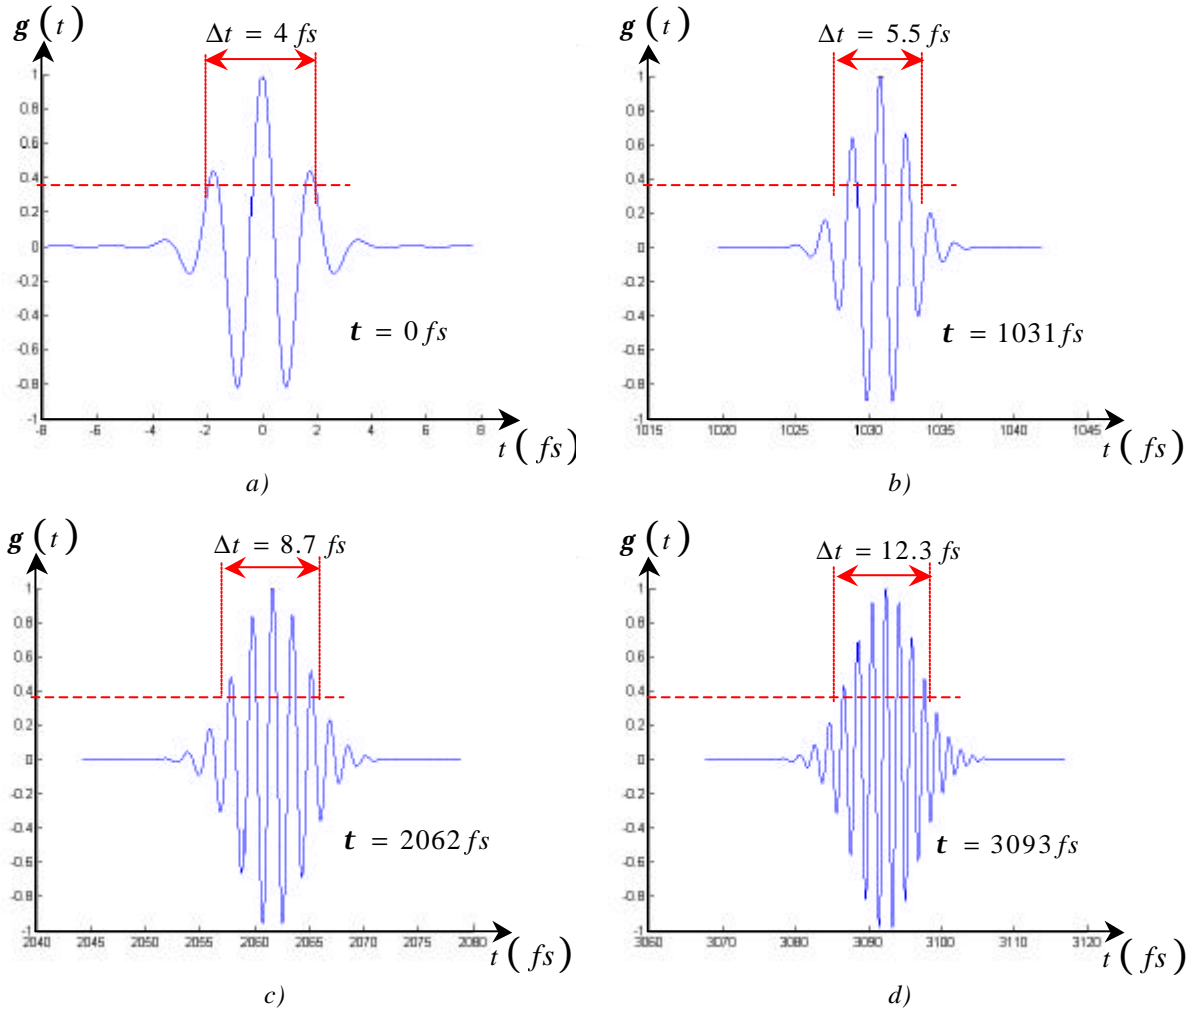 g(t)
Δt = 4 fs
1
0.8
0.6
0.4
0.2
0
-0.2
-0.4
-0.6
-0.8
-1
t = 0 fs
-8 -6 -4 -2 0 2 4 6 8
t(fs)
a)
g(t)
Δt = 5.5 fs
1
0.8
0.6
0.4
0.2
0
-0.2
-0.4
-0.6
-0.8
-1
t = 1031 fs
1015 1020 1025 1030 1035 1040 1045
t(fs)
b)
g(t)
Δt = 8.7 fs
1
0.8
0.6
0.4
0.2
0
-0.2
-0.4
-0.6
-0.8
-1
t = 2062 fs
2040 2045 2050 2055 2060 2065 2070 2075 2080
t(fs)
c)
g(t)
Δt = 12.3 fs
1
0.8
0.6
0.4
0.2
0
-0.2
-0.4
-0.6
-0.8
-1
t = 3093 fs
3060 3070 3080 3090 3100 3110 3120
t(fs)
d)